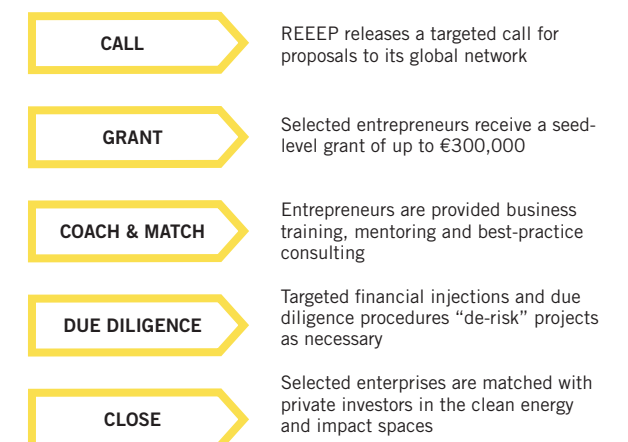 CALL
REEEP releases a targeted call for
proposals to its global network
GRANT
Selected entrepreneurs receive a seed-
level grant of up to €300,000
COACH & MATCH
Entrepreneurs are provided business
training, mentoring and best-practice
consulting
DUE DILIGENCE
Targeted financial injections and due
diligence procedures “de-risk” projects
as necessary
CLOSE
Selected enterprises are matched with
private investors in the clean energy
and impact spaces